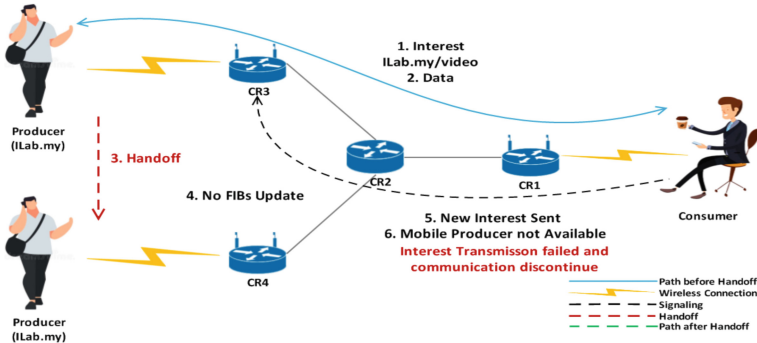 1. Interest
ILab.my/video
2. Data
CR3
Producer
(ILab.my)
3. Handoff
CR2
CR1
4. No FIBs Update
Consumer
5. New Interest Sent
6. Mobile Producer not Available
Interest Transmisson failed and
communication discontinue
CR4
Producer
(ILab.my)
Path before Handoff
Wireless Connection
Signaling
Handoff
Path after Handoff